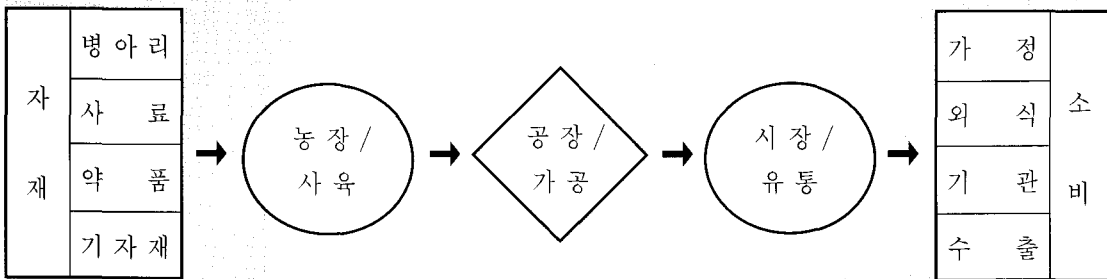 자 재
병 아 리
사 료
약 품
기 자 재
농 장 /
사 육
공 장 /
가 공
시 장 /
유 통
가 정
외 식
기 관
수 출
소 비